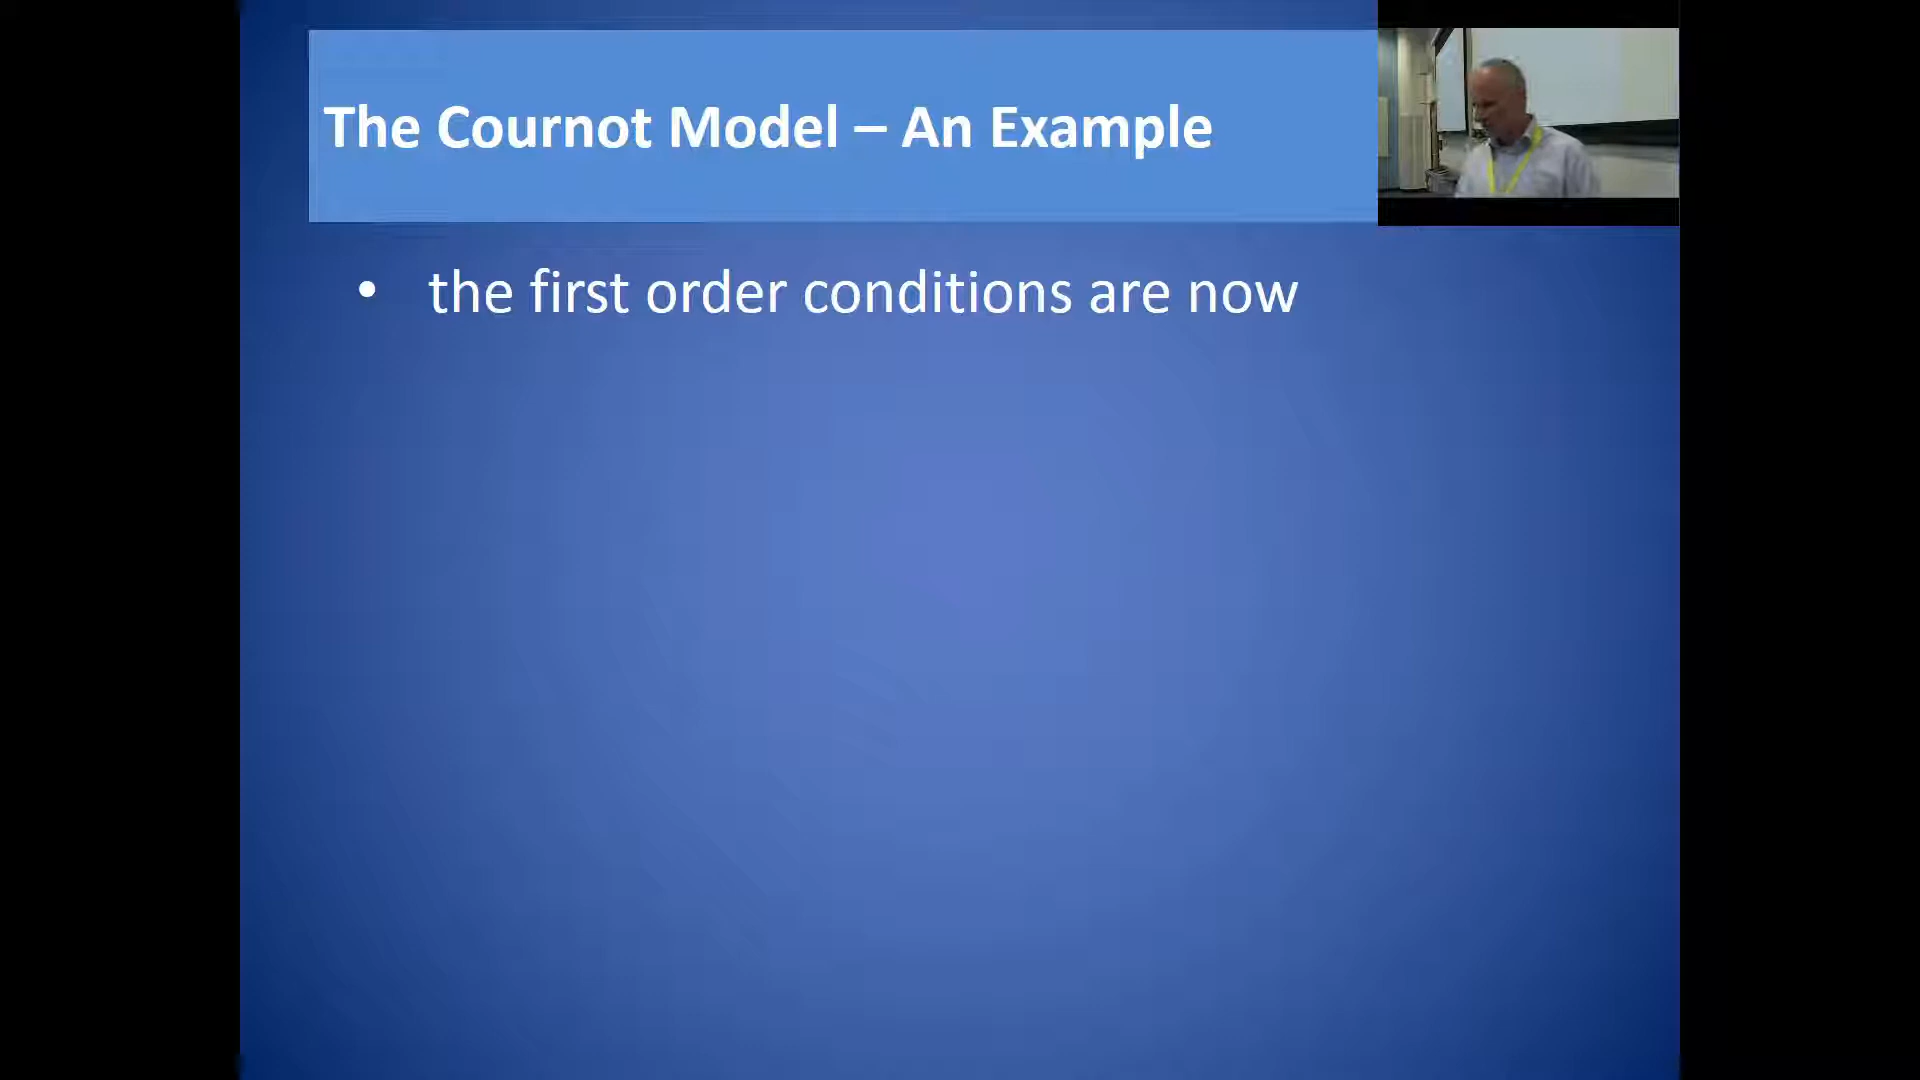 The Cournot Model – An Example
• the first order conditions are now